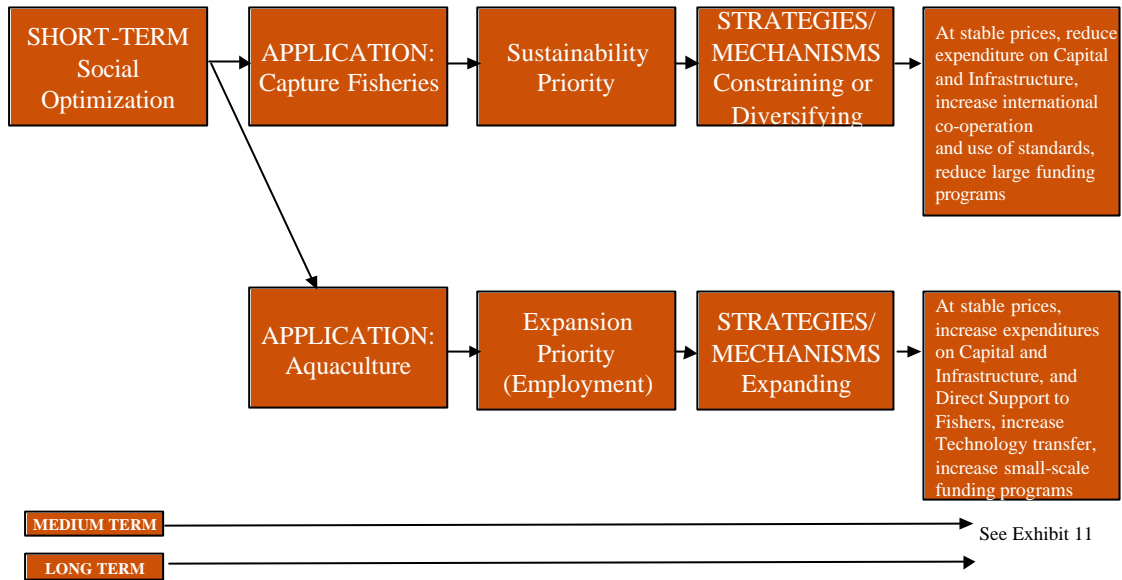 SHORT-TERM
Social
Optimization
APPLICATION:
Capture Fisheries
Sustainability
Priority
STRATEGIES/
MECHANISMS
Constraining or
Diversifying
At stable prices, reduce
expenditure on Capital
and Infrastructure,
increase international
co-operation
and use of standards,
reduce large funding
programs
APPLICATION:
Aquaculture
Expansion
Priority
(Employment)
STRATEGIES/
MECHANISMS
Expanding
At stable prices,
increase expenditures
on Capital and
Infrastructure, and
Direct Support to
Fishers, increase
Technology transfer,
increase small-scale
funding programs
MEDIUM TERM
See Exhibit 11
LONG TERM